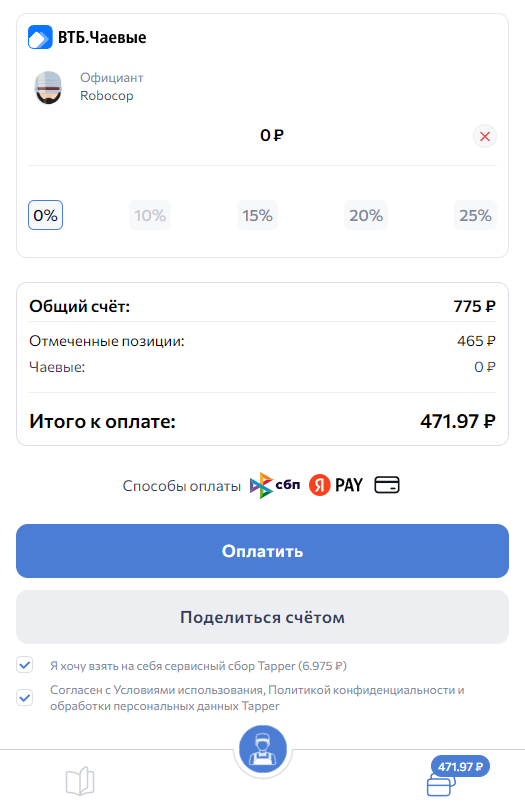 ВТБ.Чаевые
Официант
Robocop
0 ₽
0%
10%
15%
20%
25%
Общий счёт:
775 ₽
Отмеченные позиции:
465 ₽
Чаевые:
0 ₽
Итого к оплате:
471.97 ₽
Способы оплаты
сбп
Я PAY
Оплатить
Поделиться счётом
Я хочу взять на себя сервисный сбор Tapper (6.975 ₽)
Согласен с Условиями использования, Политикой конфиденциальности и
обработки персональных данных Tapper
471.97 ₽